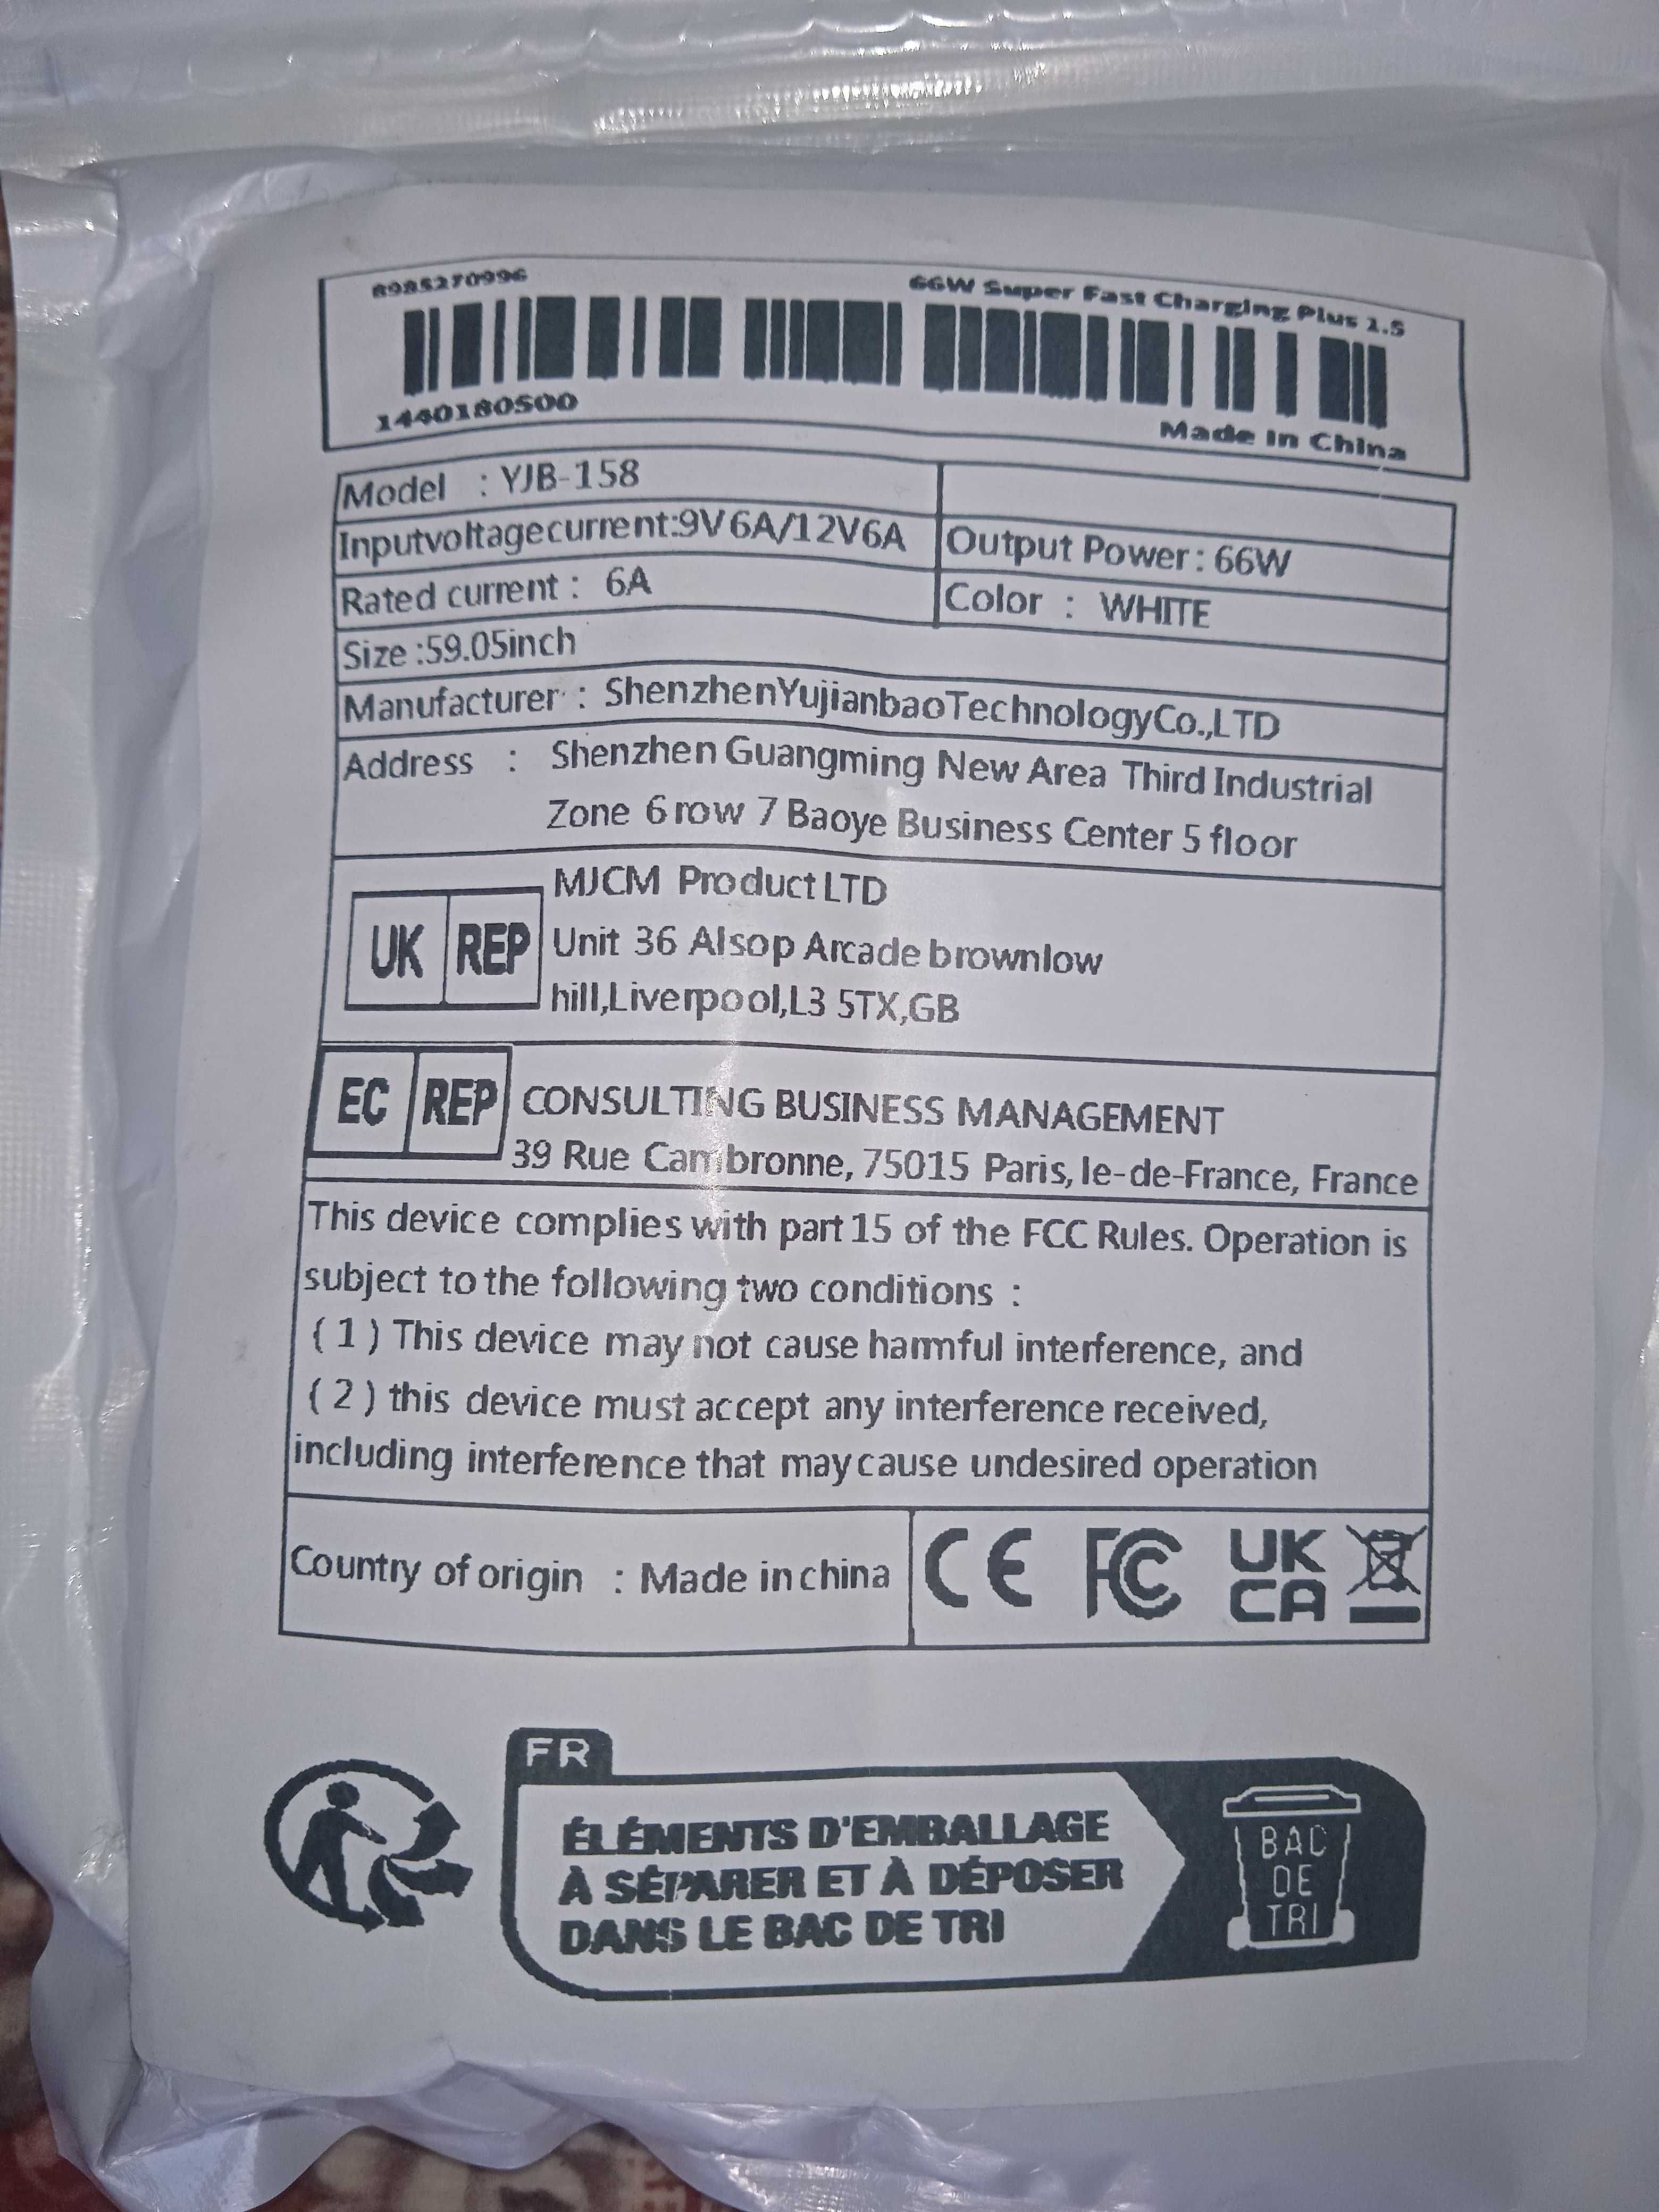 8985270996
66W Super Fast Charging Plus 1.5
1440180500
Made In China
Model : YJB-158
Inputvoltagecurrent:9V6A/12V6A
Output Power: 66W
Rated current : 6A
Color : WHITE
Size :59.05inch
Manufacturer : ShenzhenYujianbaoTechnologyCo.,LTD
Address : Shenzhen Guangming New Area Third Industrial
Zone 6 row 7 Baoye Business Center 5 floor
UK REP
MJCM Product LTD
Unit 36 Alsop Arcade brownlow
hill,Liverpool,L3 5TX,GB
EC REP
CONSULTING BUSINESS MANAGEMENT
39 Rue Cambronne, 75015 Paris, le-de-France, France
This device complies with part 15 of the FCC Rules. Operation is
subject to the following two conditions :
( 1 ) This device may not cause harmful interference, and
( 2 ) this device must accept any interference received,
including interference that may cause undesired operation
Country of origin : Made in china
CE FC UK
CA
FR
ÉLÉMENTS D'EMBALLAGE
À SÉPARER ET À DÉPOSER
DANS LE BAC DE TRI
BAC
DE
TRI